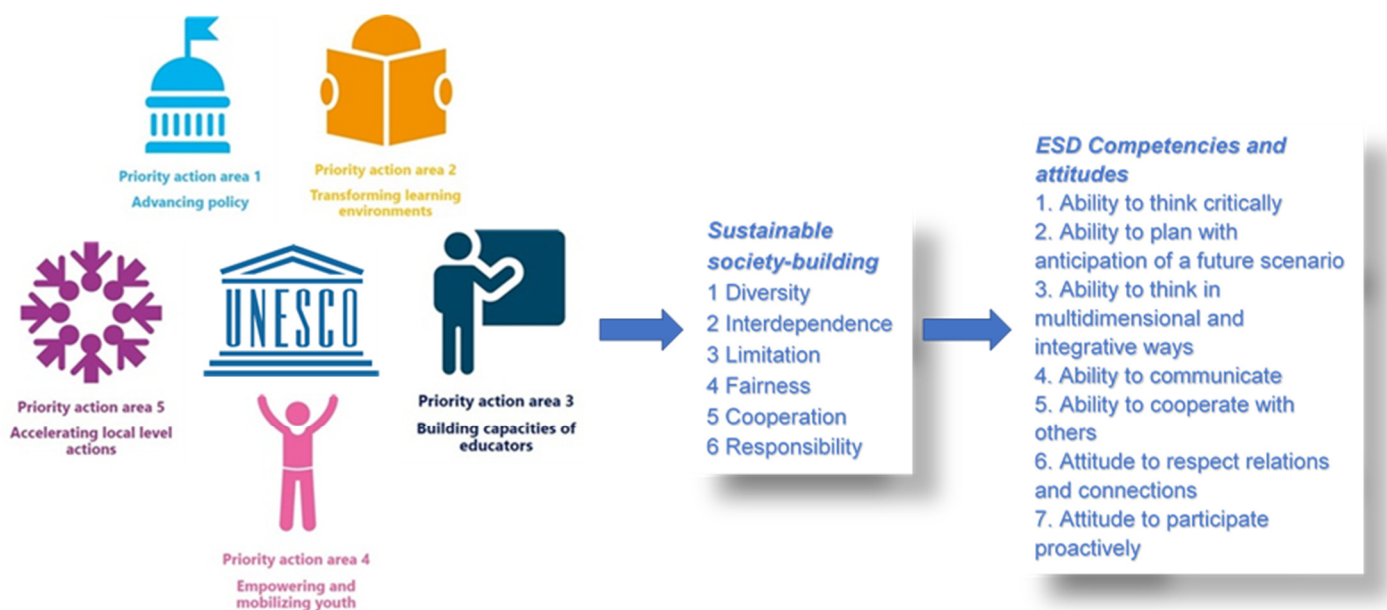 Priority action area 1
Advancing policy
Priority action area 2
Transforming learning
environments
Priority action area 5
Accelerating local level
actions
UNESCO
Priority action area 3
Building capacities of
educators
Priority action area 4
Empowering and
mobilizing youth
Sustainable
society-building
1 Diversity
2 Interdependence
3 Limitation
4 Fairness
5 Cooperation
6 Responsibility
ESD Competencies and
attitudes
1. Ability to think critically
2. Ability to plan with
anticipation of a future scenario
3. Ability to think in
multidimensional and
integrative ways
4. Ability to communicate
5. Ability to cooperate with
others
6. Attitude to respect relations
and connections
7. Attitude to participate
proactively